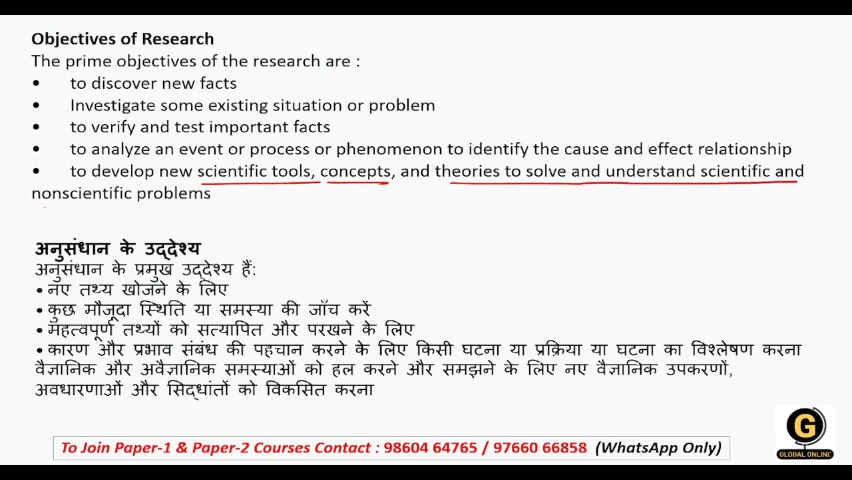 Objectives of Research
The prime objectives of the research are :
• to discover new facts
• Investigate some existing situation or problem
• to verify and test important facts
• to analyze an event or process or phenomenon to identify the cause and effect relationship
• to develop new scientific tools, concepts, and theories to solve and understand scientific and
nonscientific problems
अनुसंधान के उद्देश्य
अनुसंधान के प्रमुख उद्देश्य हैं:
• नए तथ्य खोजने के लिए
• कुछ मौजूदा स्थिति या समस्या की जाँच करें
• महत्वपूर्ण तथ्यों को सत्यापित और परखने के लिए
• कारण और प्रभाव संबंध की पहचान करने के लिए किसी घटना या प्रक्रिया या घटना का विश्लेषण करना
वैज्ञानिक और अवैज्ञानिक समस्याओं को हल करने और समझने के लिए नए वैज्ञानिक उपकरणों,
अवधारणाओं और सिद्धांतों को विकसित करना
To Join Paper-1 & Paper-2 Courses Contact : 98604 64765 / 97660 66858 (WhatsApp Only)
G
GLOBAL ONLINE